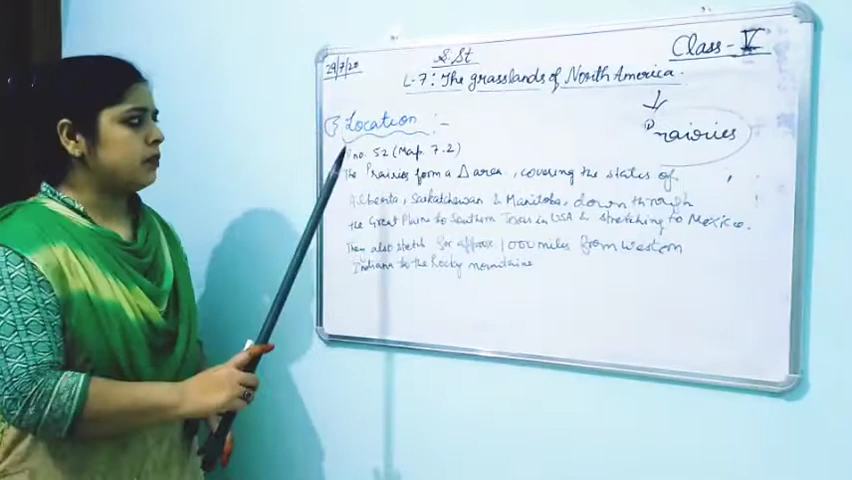 29/7/20
S.St
Class - V
L-7: The grasslands of North America.
Prairies
Location :-
P no. 52 (Map. 7.2)
The Prairies form a Δ area, covering the states of
Alberta, Saskatchewan & Manitoba, down through
the Great Plains to Southern Texas in USA & stretching to Mexico.
They also stretch for approx 1000 miles from western
Indiana to the Rocky mountains